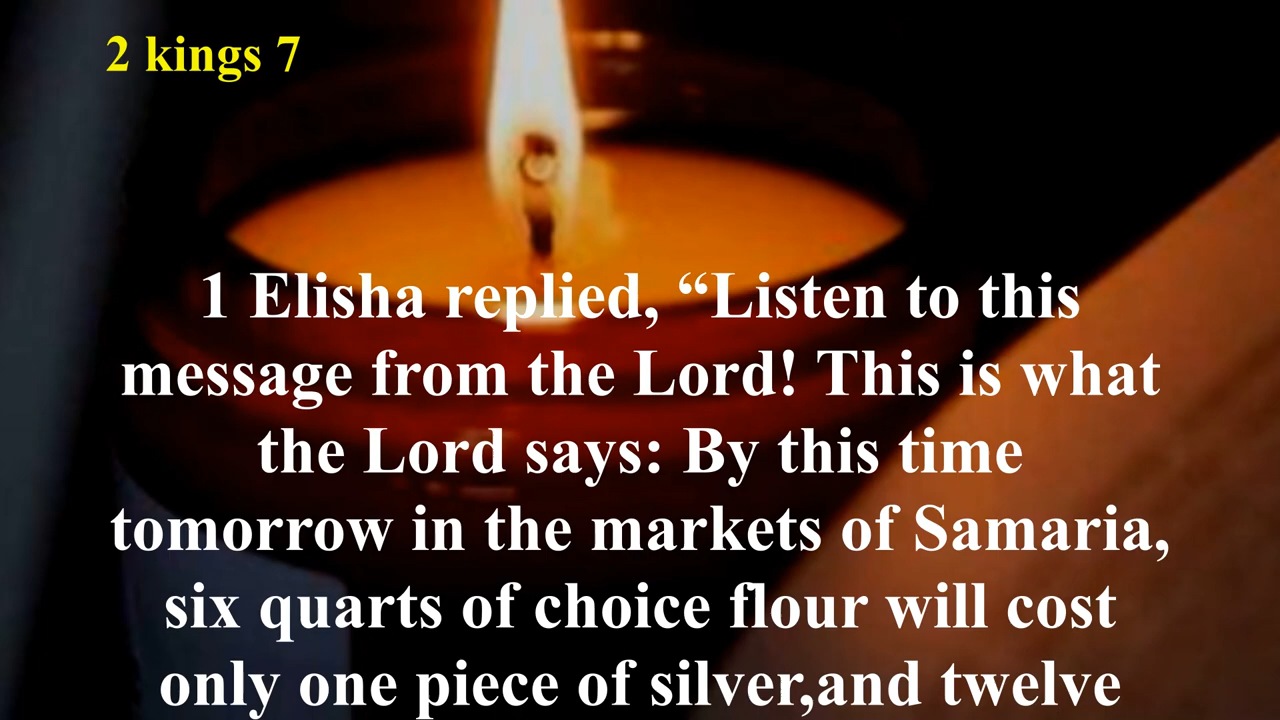 2 kings 7
1 Elisha replied, “Listen to this
message from the Lord! This is what
the Lord says: By this time
tomorrow in the markets of Samaria,
six quarts of choice flour will cost
only one piece of silver,and twelve